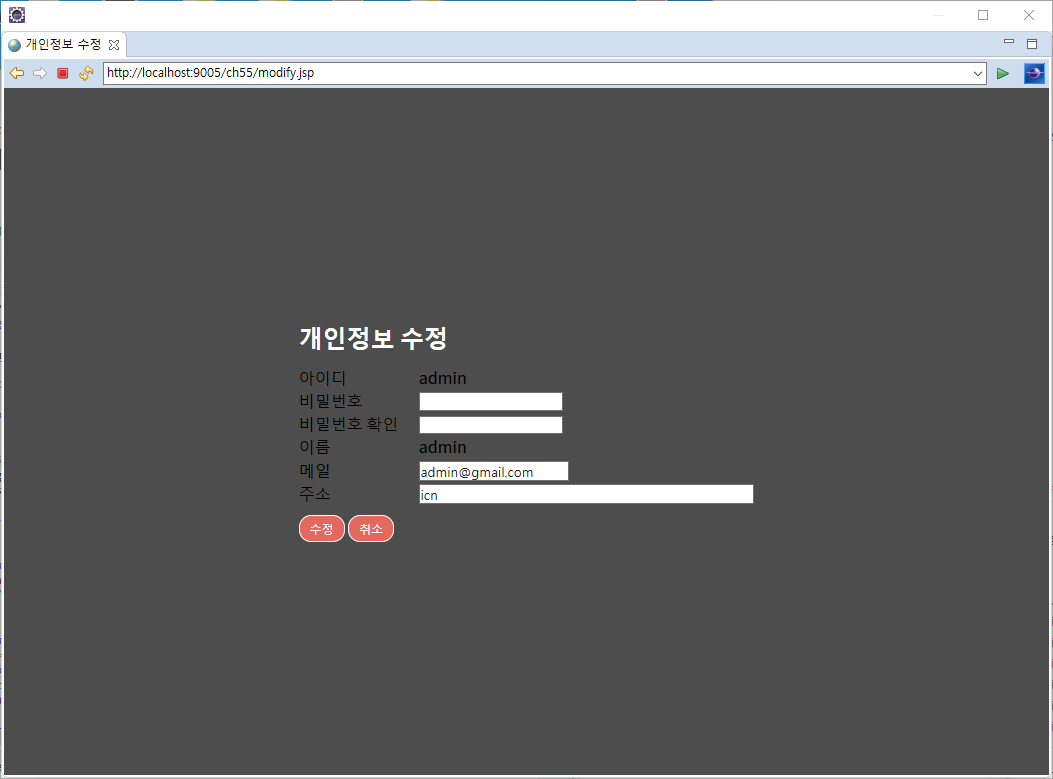 개인정보 수정
http://localhost:9005/ch55/modify.jsp
개인정보 수정
아이디 admin
비밀번호
비밀번호 확인
이름 admin
메일 admin@gmail.com
주소 icn
수정 취소